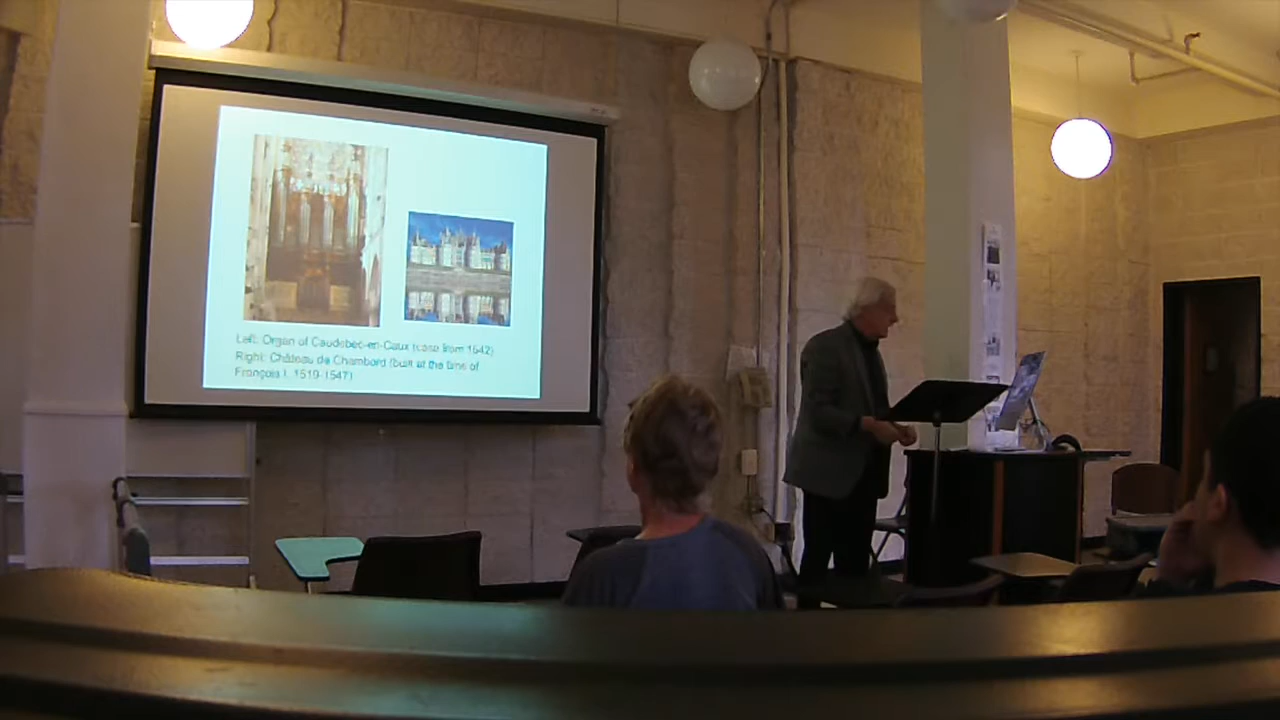 Left: Organ of Caudebec-en-Caux (case from 1542)
Right: Château de Chambord (built at the time of
François I, 1519-1547)